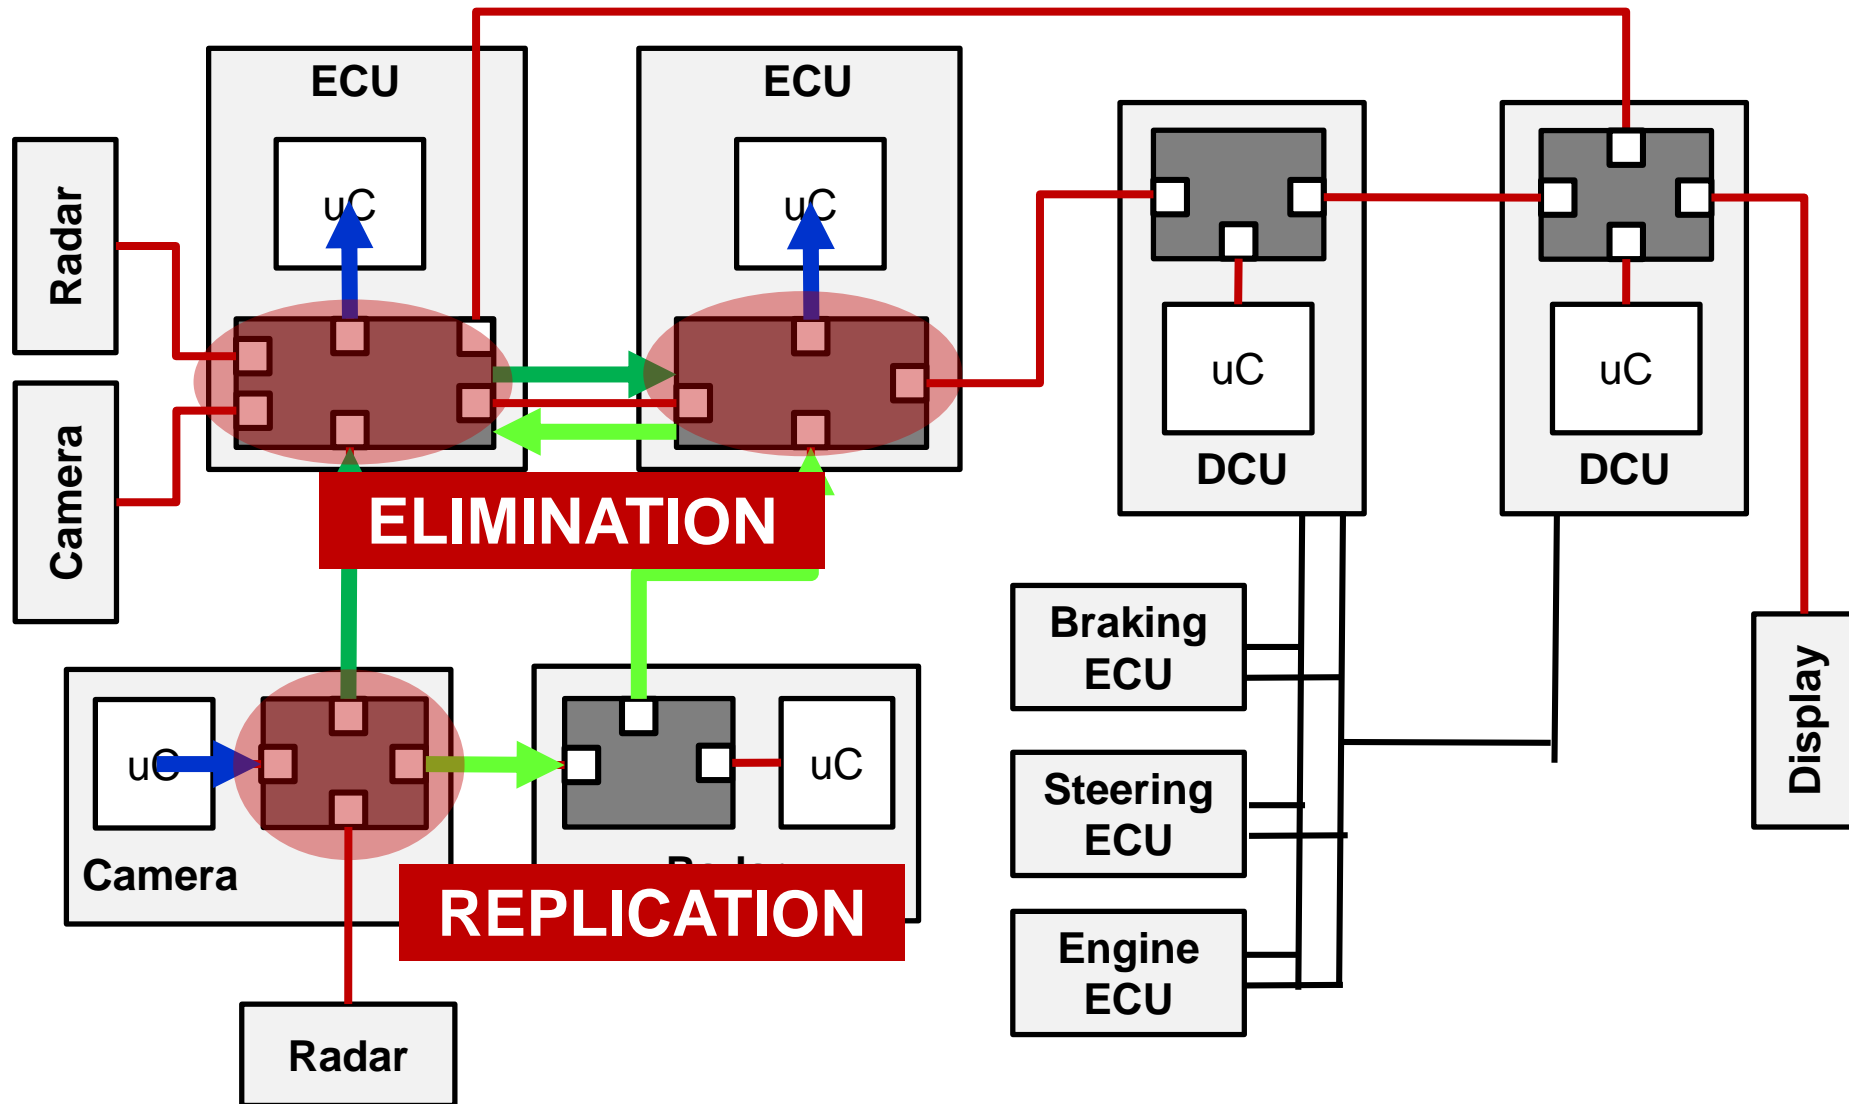 ECU
ECU
Radar
uC
uC
uC
uC
Camera
DCU
DCU
ELIMINATION
Braking
ECU
Display
uC
uC
Steering
ECU
Camera
REPLICATION
Engine
ECU
Radar